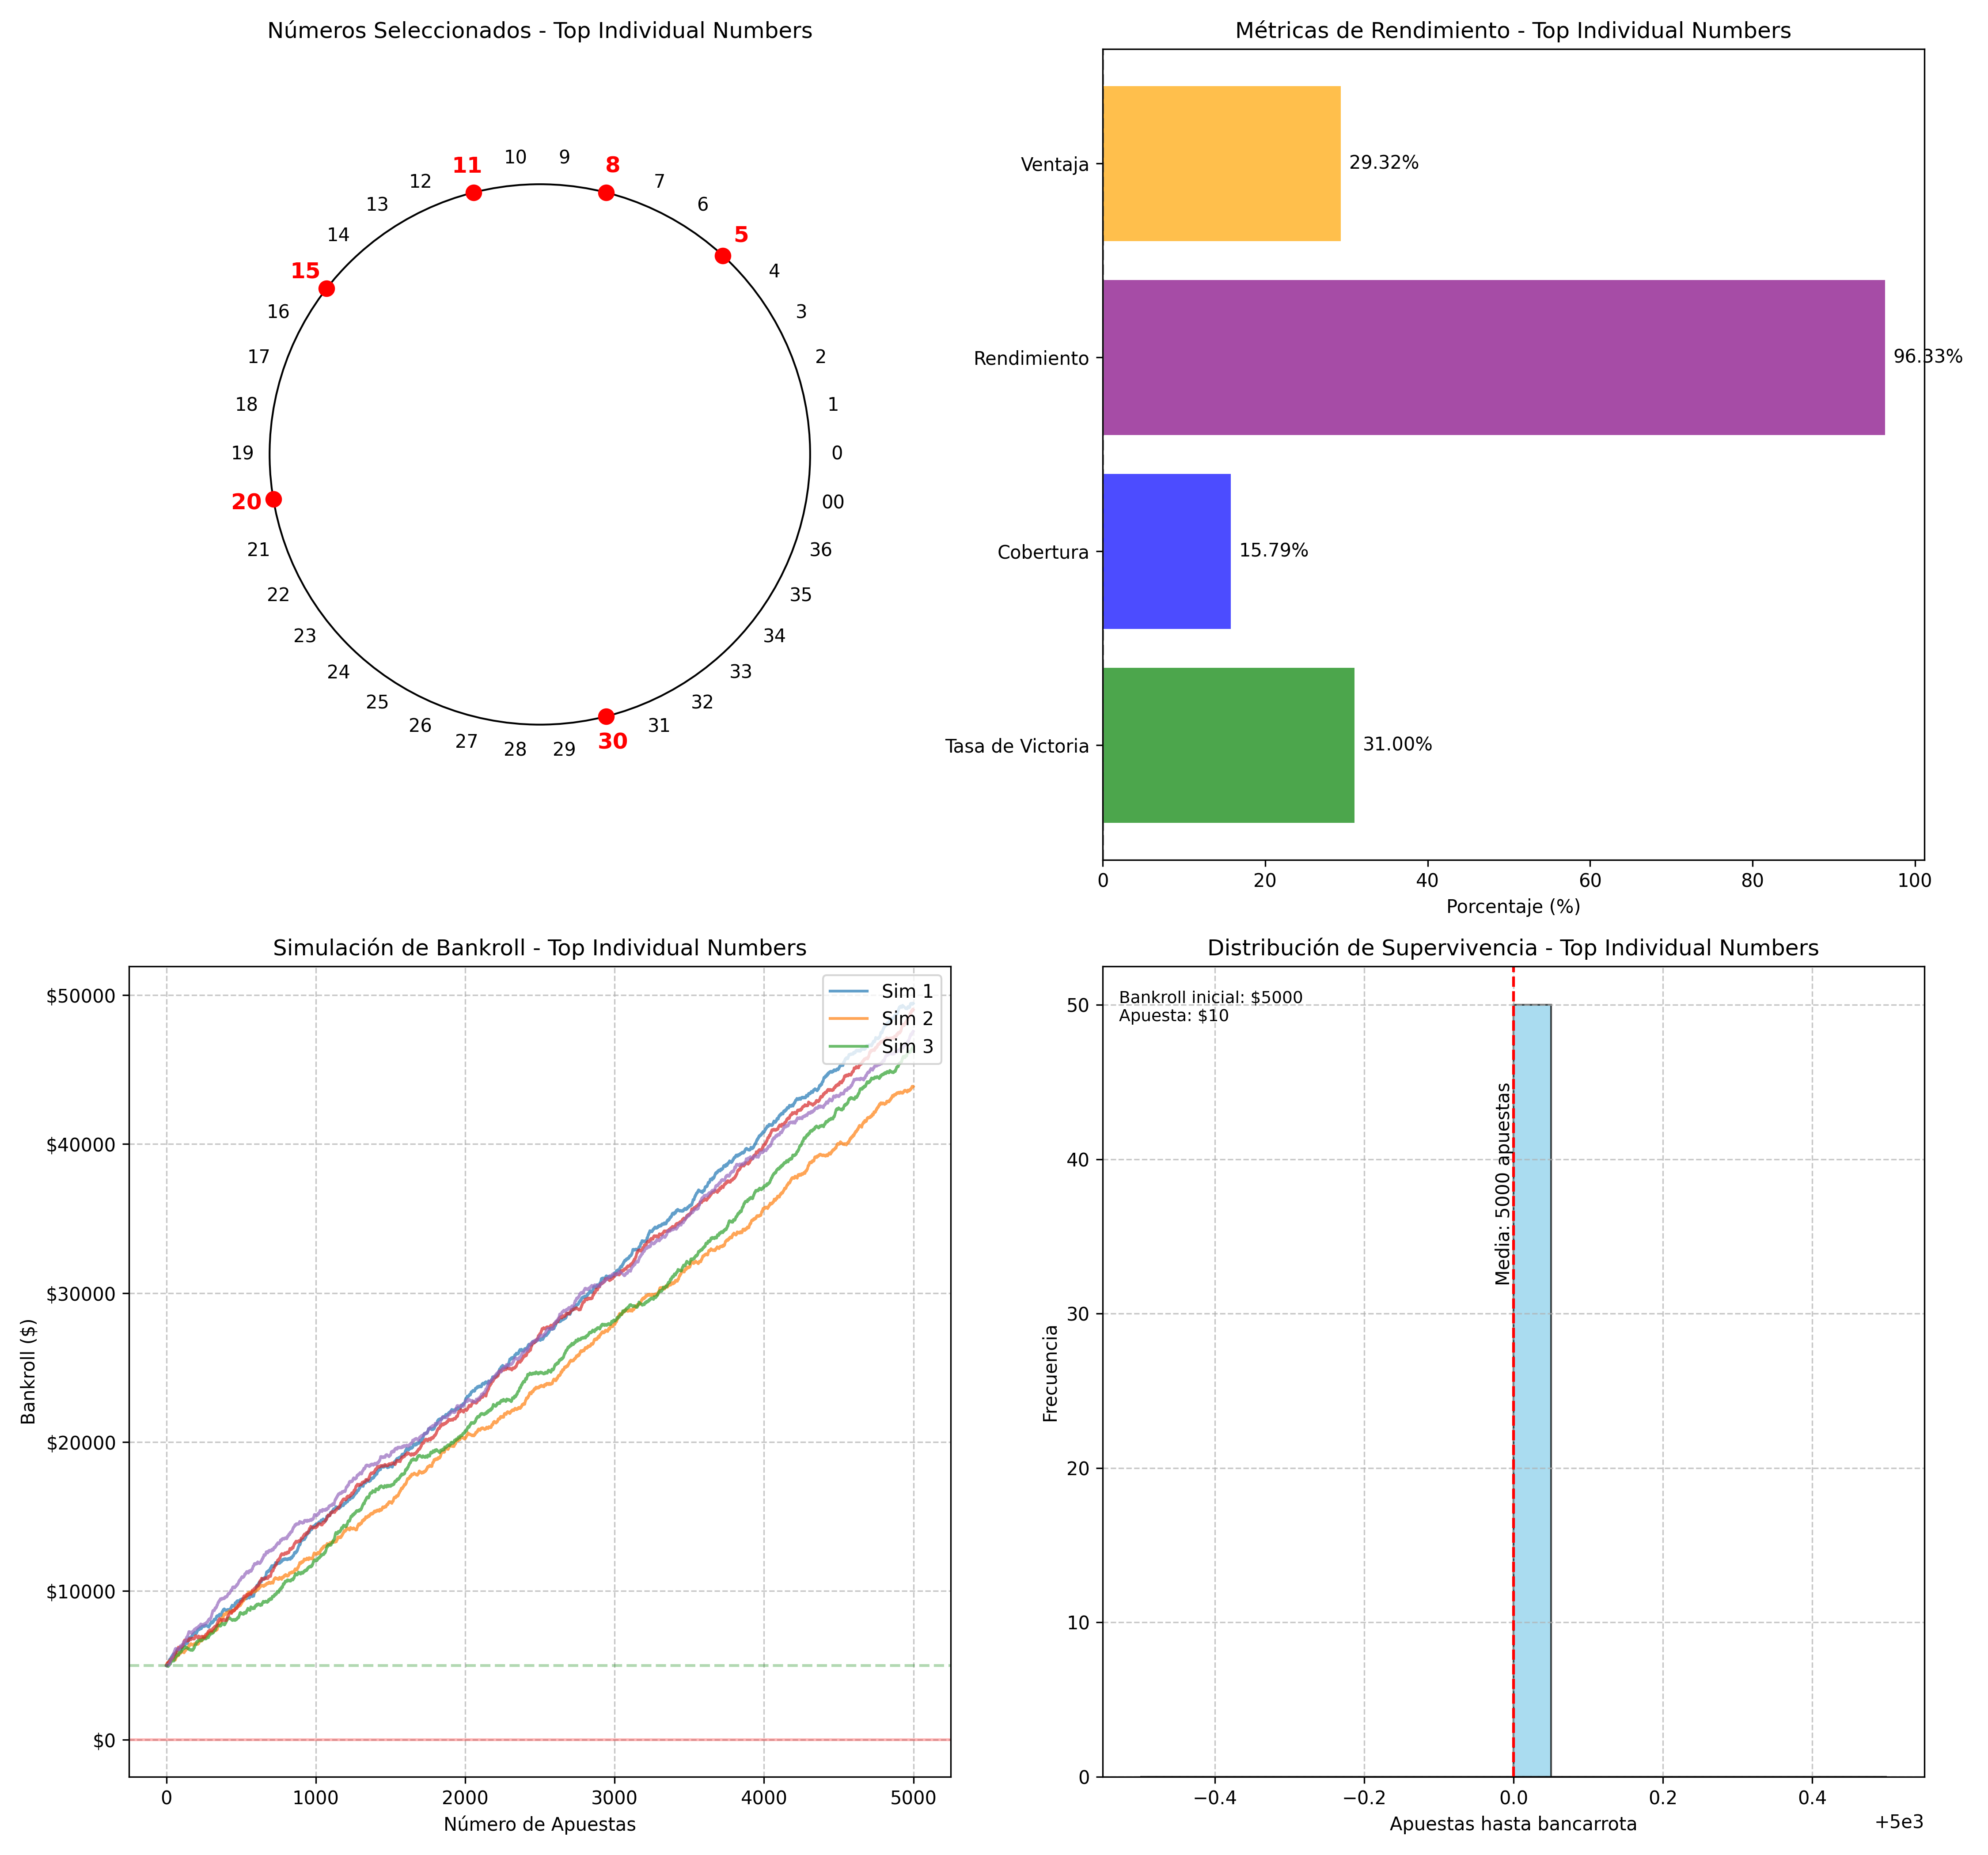 Números Seleccionados - Top Individual Numbers
0
1
2
3
4
5
6
7
8
9
10
11
12
13
14
15
16
17
18
19
20
21
22
23
24
25
26
27
28
29
30
31
32
33
34
35
36
00
Métricas de Rendimiento - Top Individual Numbers
Ventaja
29.32%
Rendimiento
96.33%
Cobertura
15.79%
Tasa de Victoria
31.00%
0 20 40 60 80 100
Porcentaje (%)
Simulación de Bankroll - Top Individual Numbers
Sim 1
Sim 2
Sim 3
$50000
$40000
$30000
$20000
$10000
$0
Bankroll ($)
0 1000 2000 3000 4000 5000
Número de Apuestas
Distribución de Supervivencia - Top Individual Numbers
Bankroll inicial: $5000
Apuesta: $10
Media: 5000 apuestas
50
40
30
20
10
0
Frecuencia
−0.4 −0.2 0.0 0.2 0.4
+5e3
Apuestas hasta bancarrota